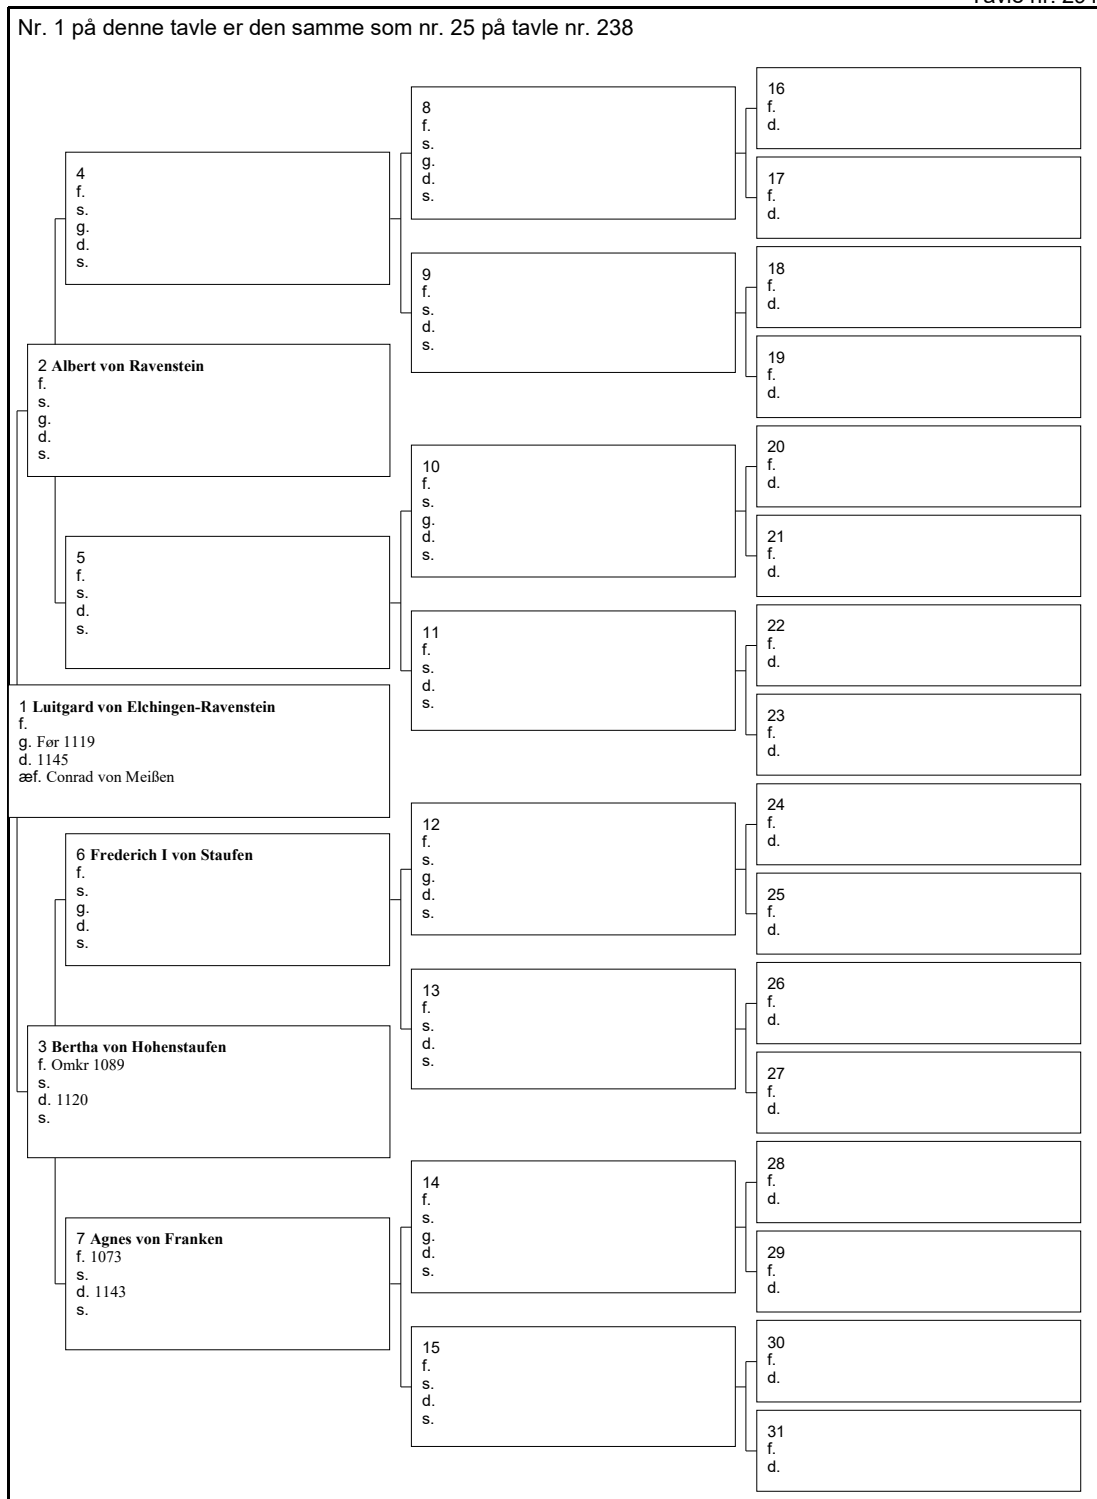 Nr. 1 på denne tavle er den samme som nr. 25 på tavle nr. 238
16
f.
d.
8
f.
s.
g.
d.
s.
17
f.
d.
4
f.
s.
g.
d.
s.
18
f.
d.
9
f.
s.
d.
s.
19
f.
d.
2 Albert von Ravenstein
f.
s.
g.
d.
s.
20
f.
d.
10
f.
s.
g.
d.
s.
21
f.
d.
5
f.
s.
d.
s.
22
f.
d.
11
f.
s.
d.
s.
23
f.
d.
1 Luitgard von Elchingen-Ravenstein
f.
g. Før 1119
d. 1145
æf. Conrad von Meißen
24
f.
d.
12
f.
s.
g.
d.
s.
25
f.
d.
6 Frederich I von Staufen
f.
s.
g.
d.
s.
26
f.
d.
13
f.
s.
d.
s.
27
f.
d.
3 Bertha von Hohenstaufen
f. Omkr 1089
s.
d. 1120
s.
28
f.
d.
14
f.
s.
g.
d.
s.
29
f.
d.
7 Agnes von Franken
f. 1073
s.
d. 1143
s.
30
f.
d.
15
f.
s.
d.
s.
31
f.
d.